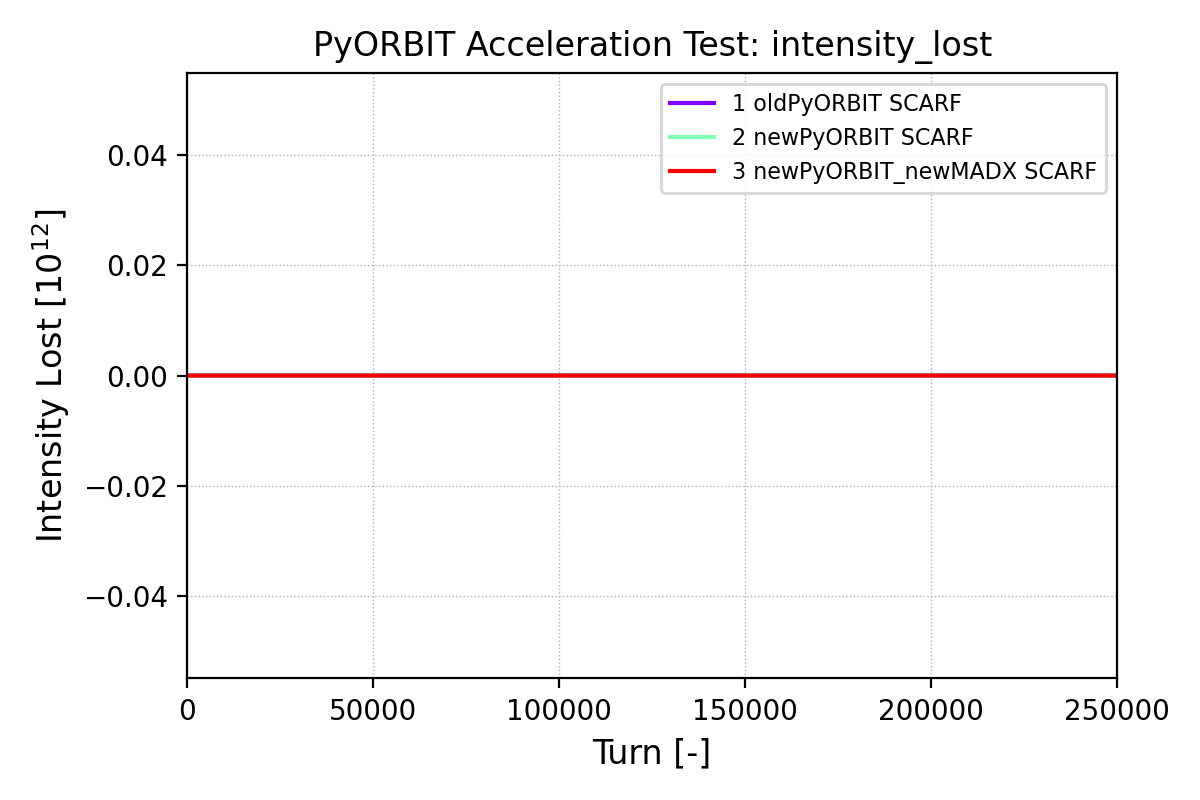 PyORBIT Acceleration Test: intensity_lost
1 oldPyORBIT SCARF
2 newPyORBIT SCARF
3 newPyORBIT_newMADX SCARF
Intensity Lost [10¹²]
0.04
0.02
0.00
−0.02
−0.04
0 50000 100000 150000 200000 250000
Turn [-]